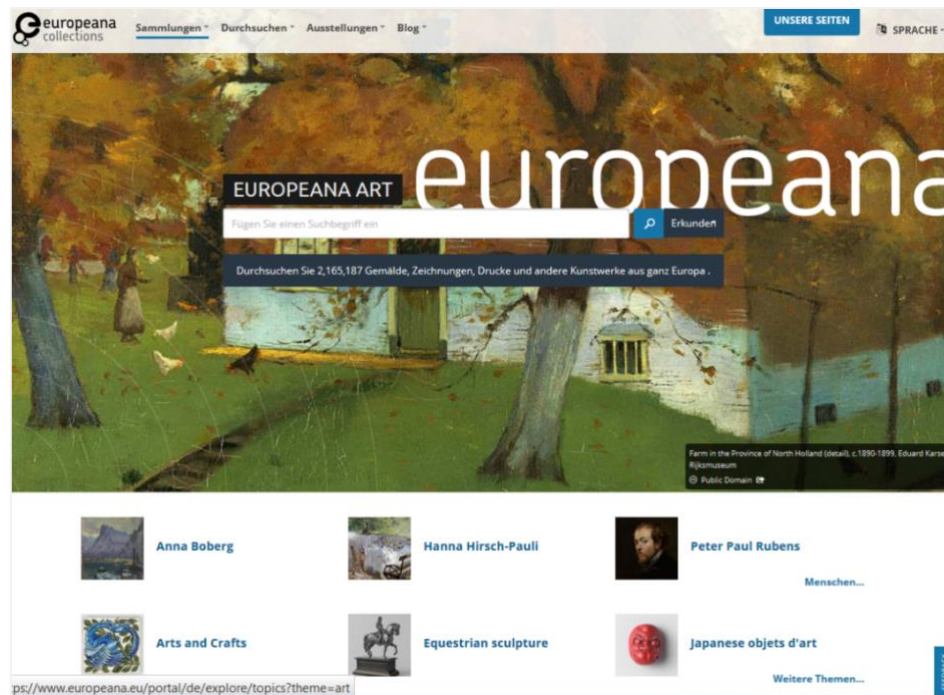 europeana
collections
Sammlungen Durchsuchen Ausstellungen Blog
UNSERE SEITEN
SPRACHE
europeana
EUROPEANA ART
Fügen Sie einen Suchbegriff ein
Erkunden
Durchsuchen Sie 2,165,187 Gemälde, Zeichnungen, Drucke und andere Kunstwerke aus ganz Europa .
Farm in the Province of North Holland (detail), c.1890-1899, Eduard Karse
Rijksmuseum
Public Domain
Anna Boberg
Hanna Hirsch-Pauli
Peter Paul Rubens
Menschen...
Arts and Crafts
Equestrian sculpture
Japanese objets d'art
Weitere Themen...
ps://www.europeana.eu/portal/de/explore/topics?theme=art